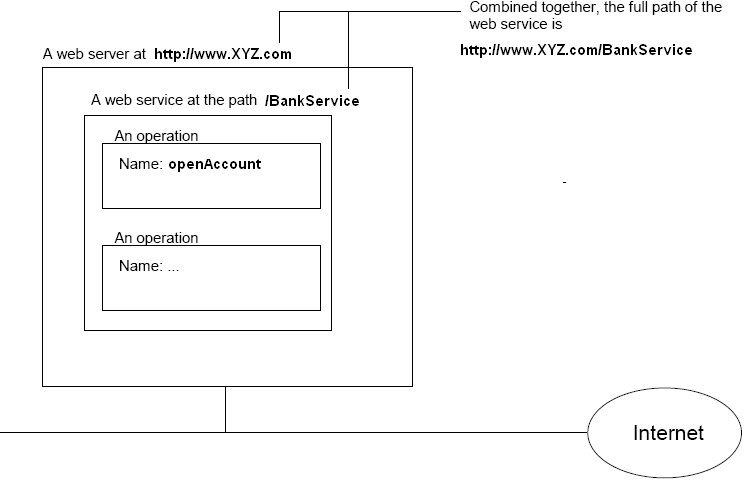 Combined together, the full path of the
web service is
http://www.XYZ.com/BankService
A web server at http://www.XYZ.com
A web service at the path /BankService
An operation
Name: openAccount
An operation
Name: ...
Internet